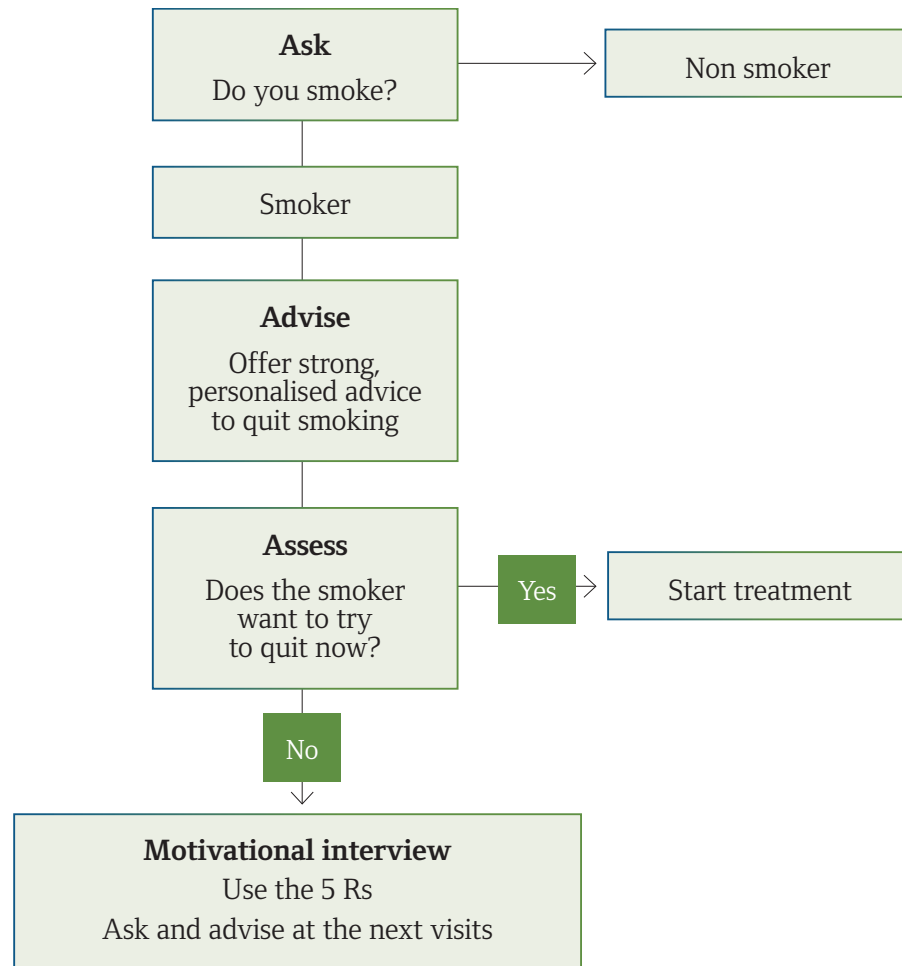 Ask
Do you smoke?
Non smoker
Smoker
Advise
Offer strong,
personalised advice
to quit smoking
Assess
Does the smoker
want to try
to quit now?
Yes
Start treatment
No
Motivational interview
Use the 5 Rs
Ask and advise at the next visits